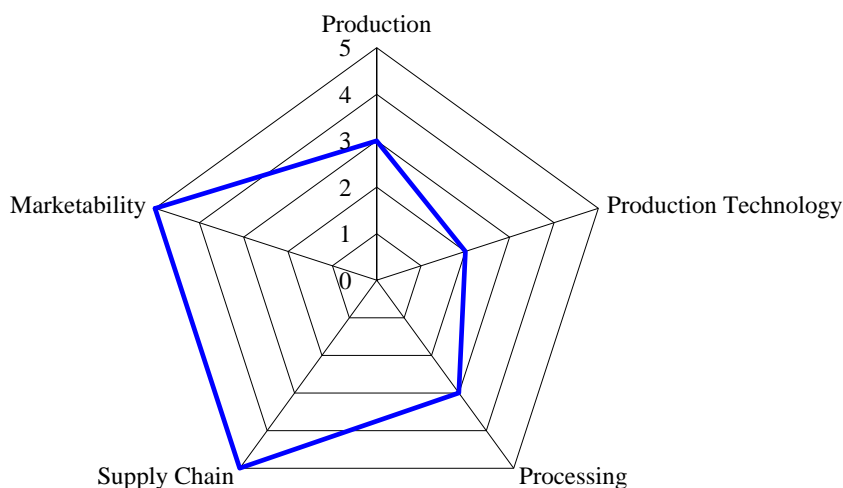 Production
5
4
3
2
1
0
Marketability
Production Technology
Supply Chain
Processing